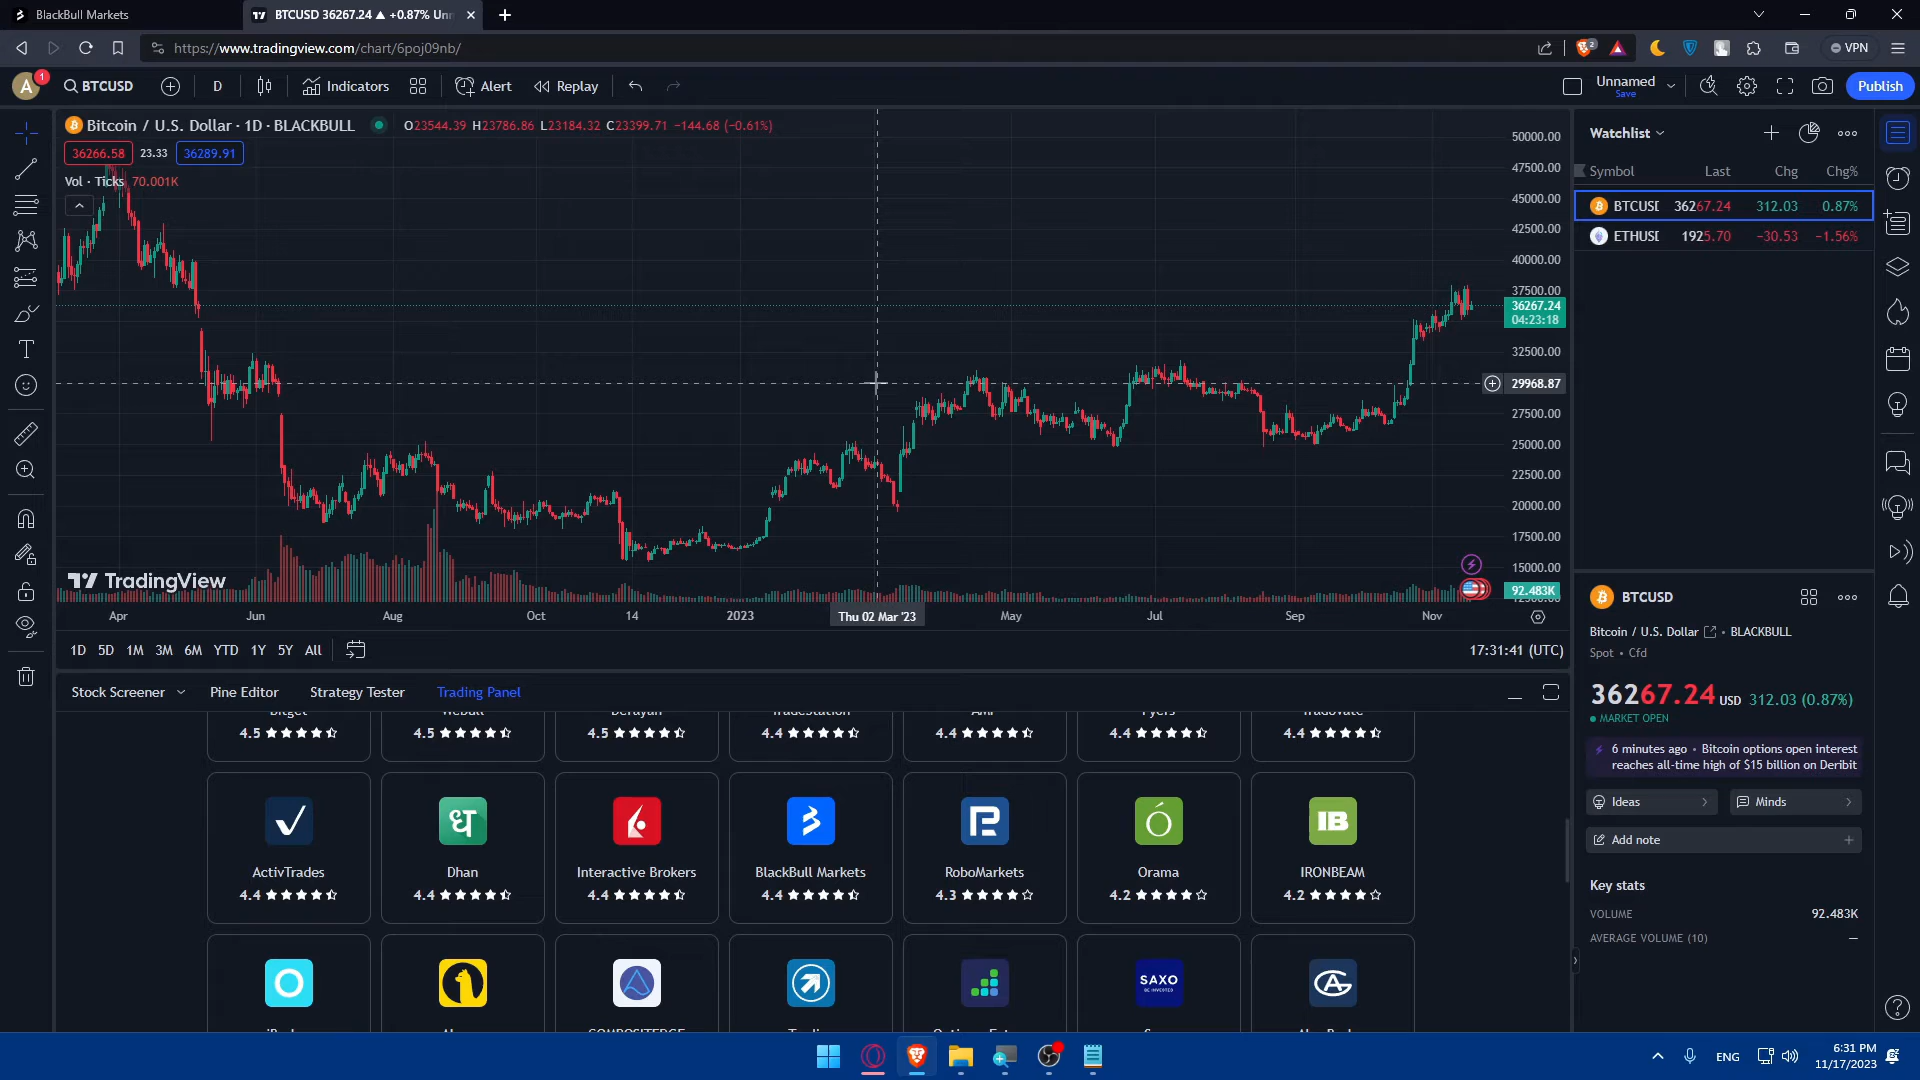 BlackBull Markets
BTCUSD 36267.24 ▲ +0.87% Unn
https://www.tradingview.com/chart/6poj09nb/
2
VPN
A
1
BTCUSD
D
Indicators
Alert
Replay
Unnamed
Save
Publish
Bitcoin / U.S. Dollar · 1D · BLACKBULL
O23544.39 H23786.86 L23184.32 C23399.71 −144.68 (−0.61%)
36266.58 23.33 36289.91
Vol · Ticks 70.001K
50000.00
47500.00
45000.00
42500.00
40000.00
37500.00
36267.24
04:23:18
32500.00
29968.87
27500.00
25000.00
22500.00
20000.00
17500.00
15000.00
92.483K
TradingView
Apr Jun Aug Oct 14 2023 Thu 02 Mar '23 May Jul Sep Nov
1D 5D 1M 3M 6M YTD 1Y 5Y All
17:31:41 (UTC)
Watchlist
Symbol Last Chg Chg%
BTCUSD 36267.24 312.03 0.87%
ETHUSD 1925.70 −30.53 −1.56%
Stock Screener Pine Editor Strategy Tester Trading Panel
4.5 4.5 4.5 4.4 4.4 4.4 4.4
ध
IB
ActivTrades Dhan Interactive Brokers BlackBull Markets RoboMarkets Orama IRONBEAM
4.4 4.4 4.4 4.4 4.3 4.2 4.2
SAXO
BE INVESTED
BTCUSD
Bitcoin / U.S. Dollar • BLACKBULL
Spot • Cfd
36267.24 USD 312.03 (0.87%)
MARKET OPEN
6 minutes ago • Bitcoin options open interest
reaches all-time high of $15 billion on Deribit
Ideas
Minds
Add note
Key stats
VOLUME 92.483K
AVERAGE VOLUME (10) —
ENG
6:31 PM
11/17/2023